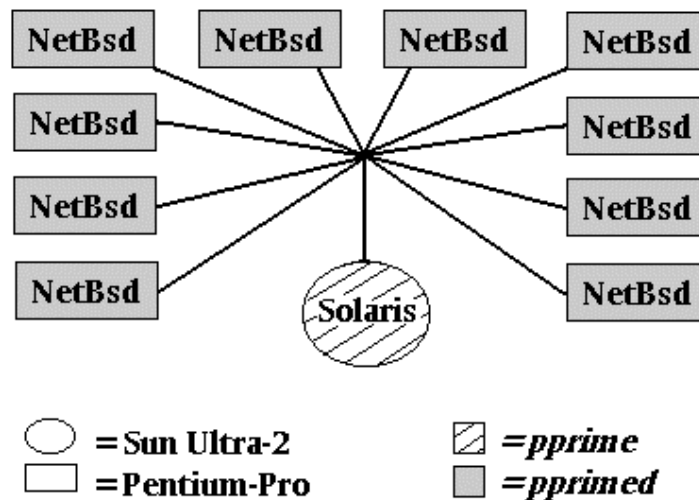 NetBsd NetBsd NetBsd NetBsd
NetBsd NetBsd
NetBsd NetBsd
NetBsd NetBsd
Solaris
=Sun Ultra-2 =pprime
=Pentium-Pro =pprimed